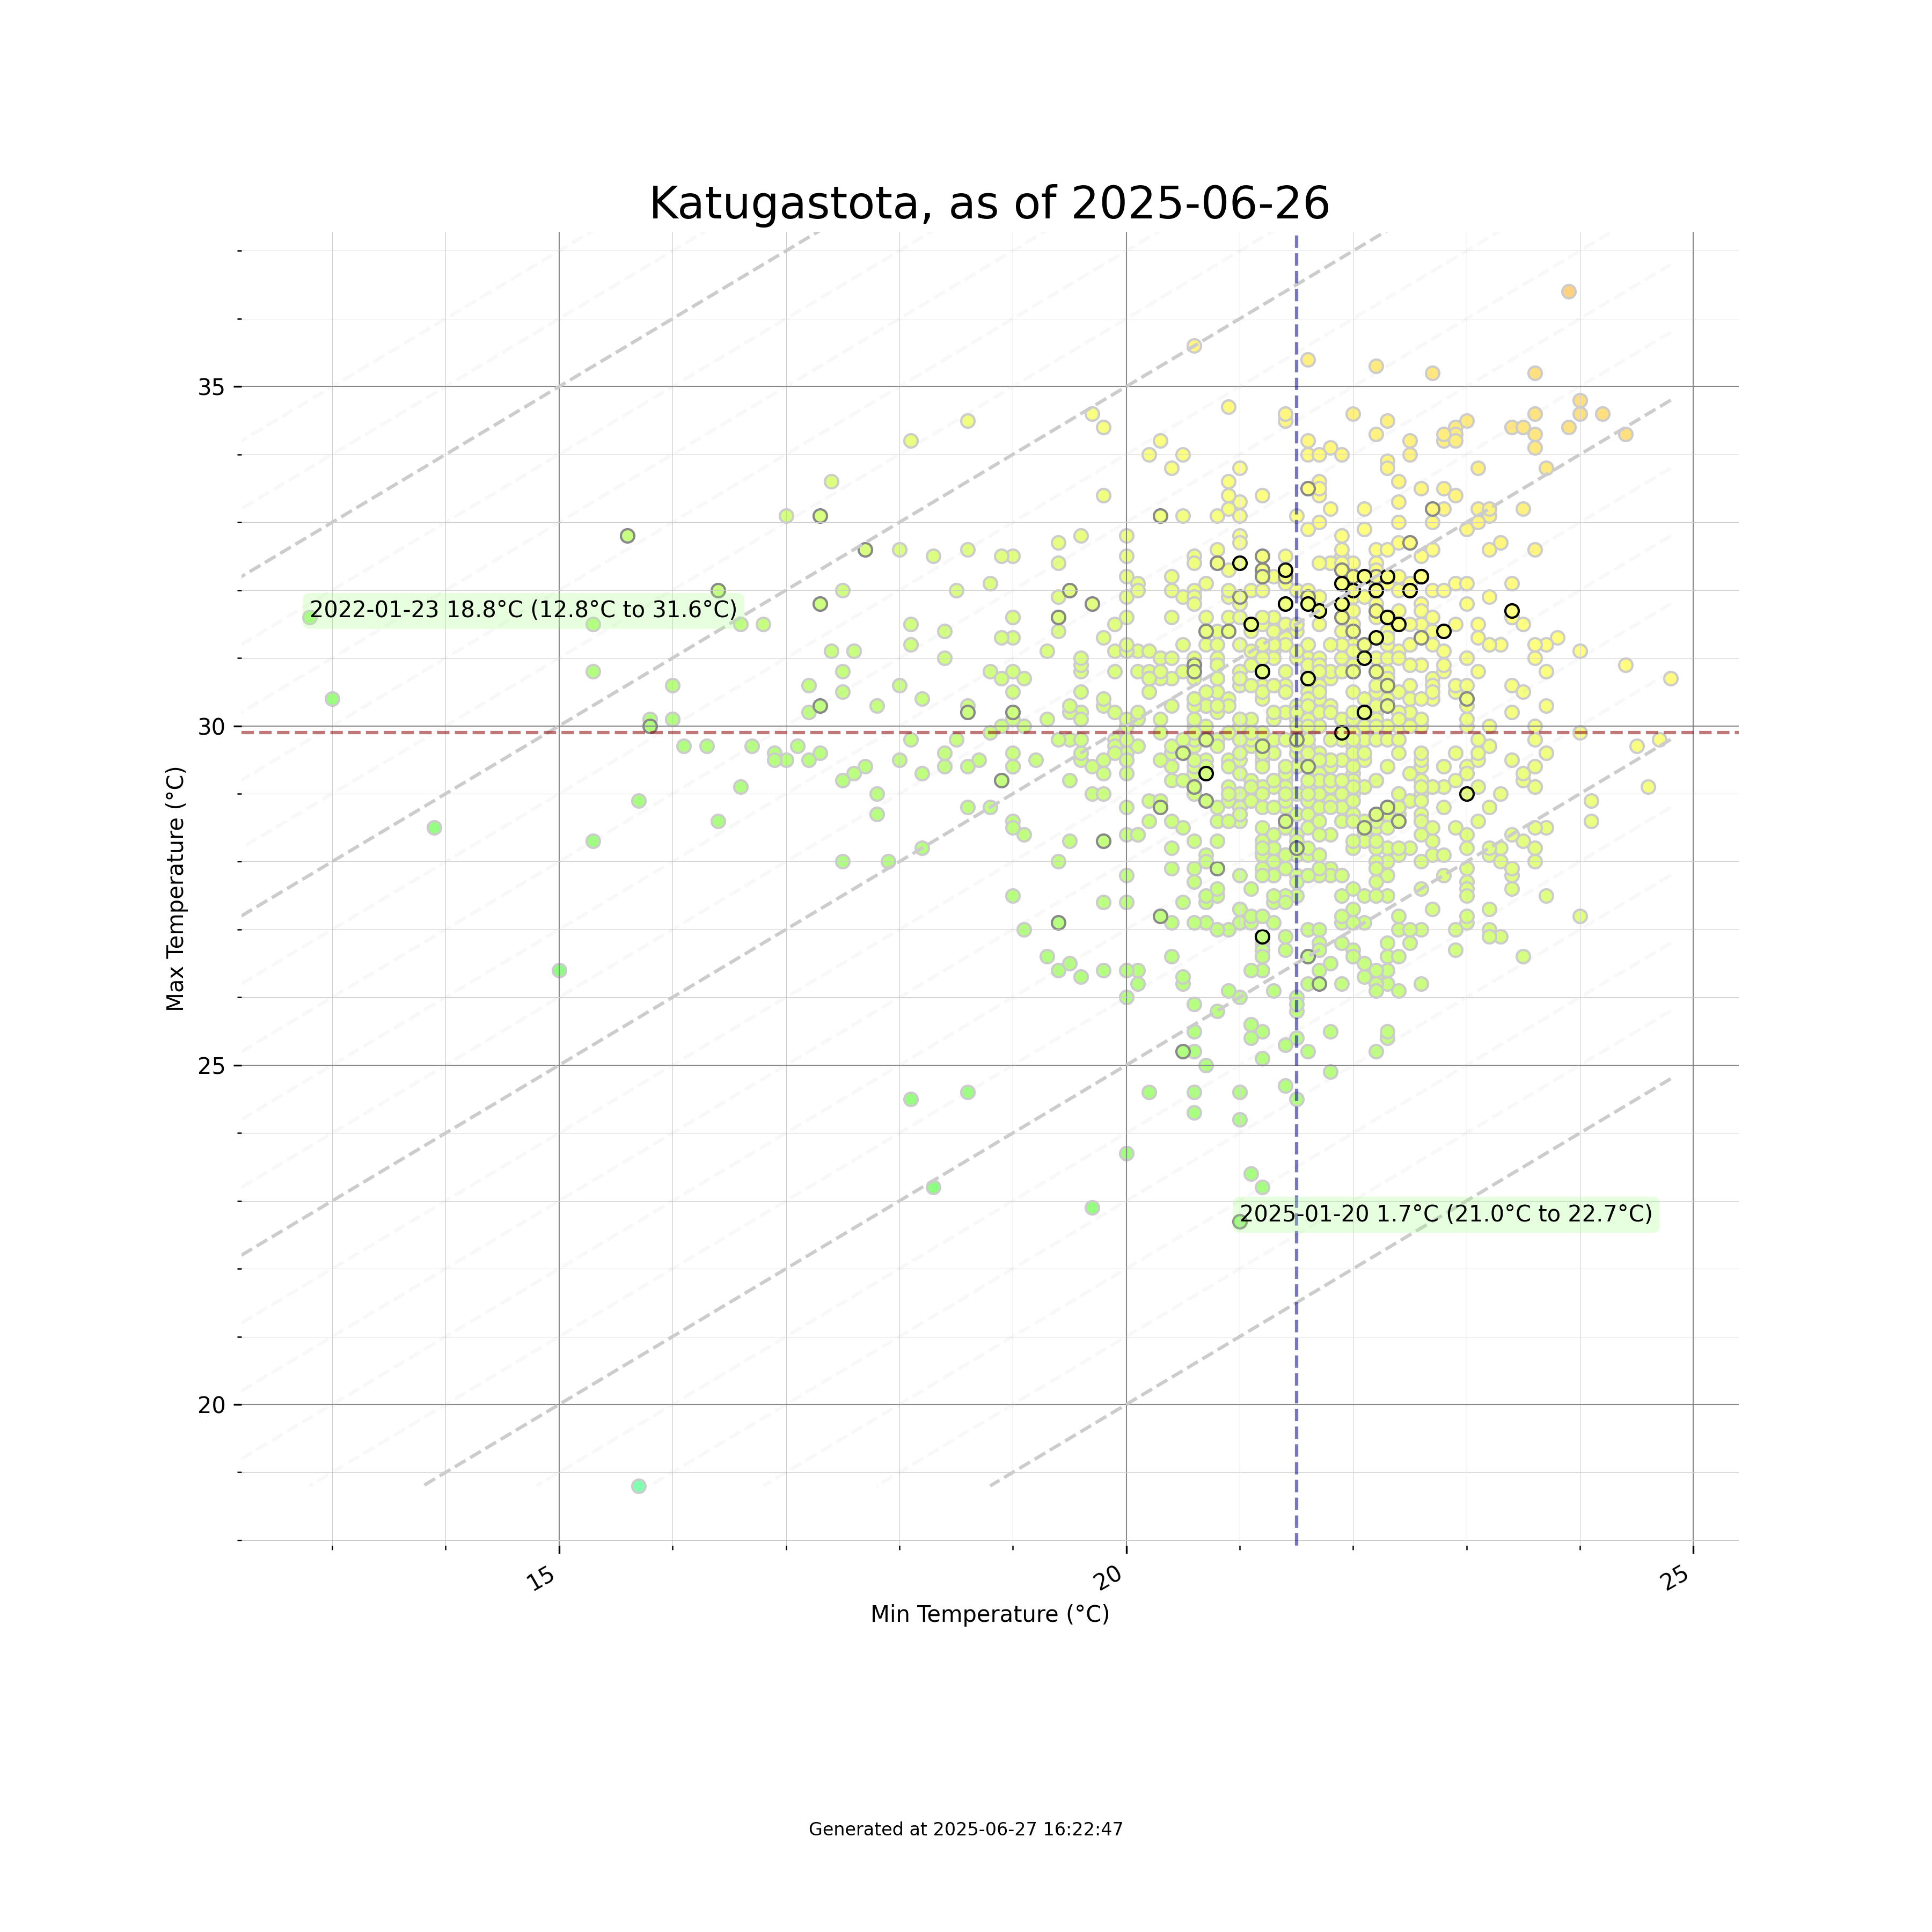 Katugastota, as of 2025-06-26
35
30
25
20
Max Temperature (°C)
2022-01-23 18.8°C (12.8°C to 31.6°C)
2025-01-20 1.7°C (21.0°C to 22.7°C)
15
20
25
Min Temperature (°C)
Generated at 2025-06-27 16:22:47